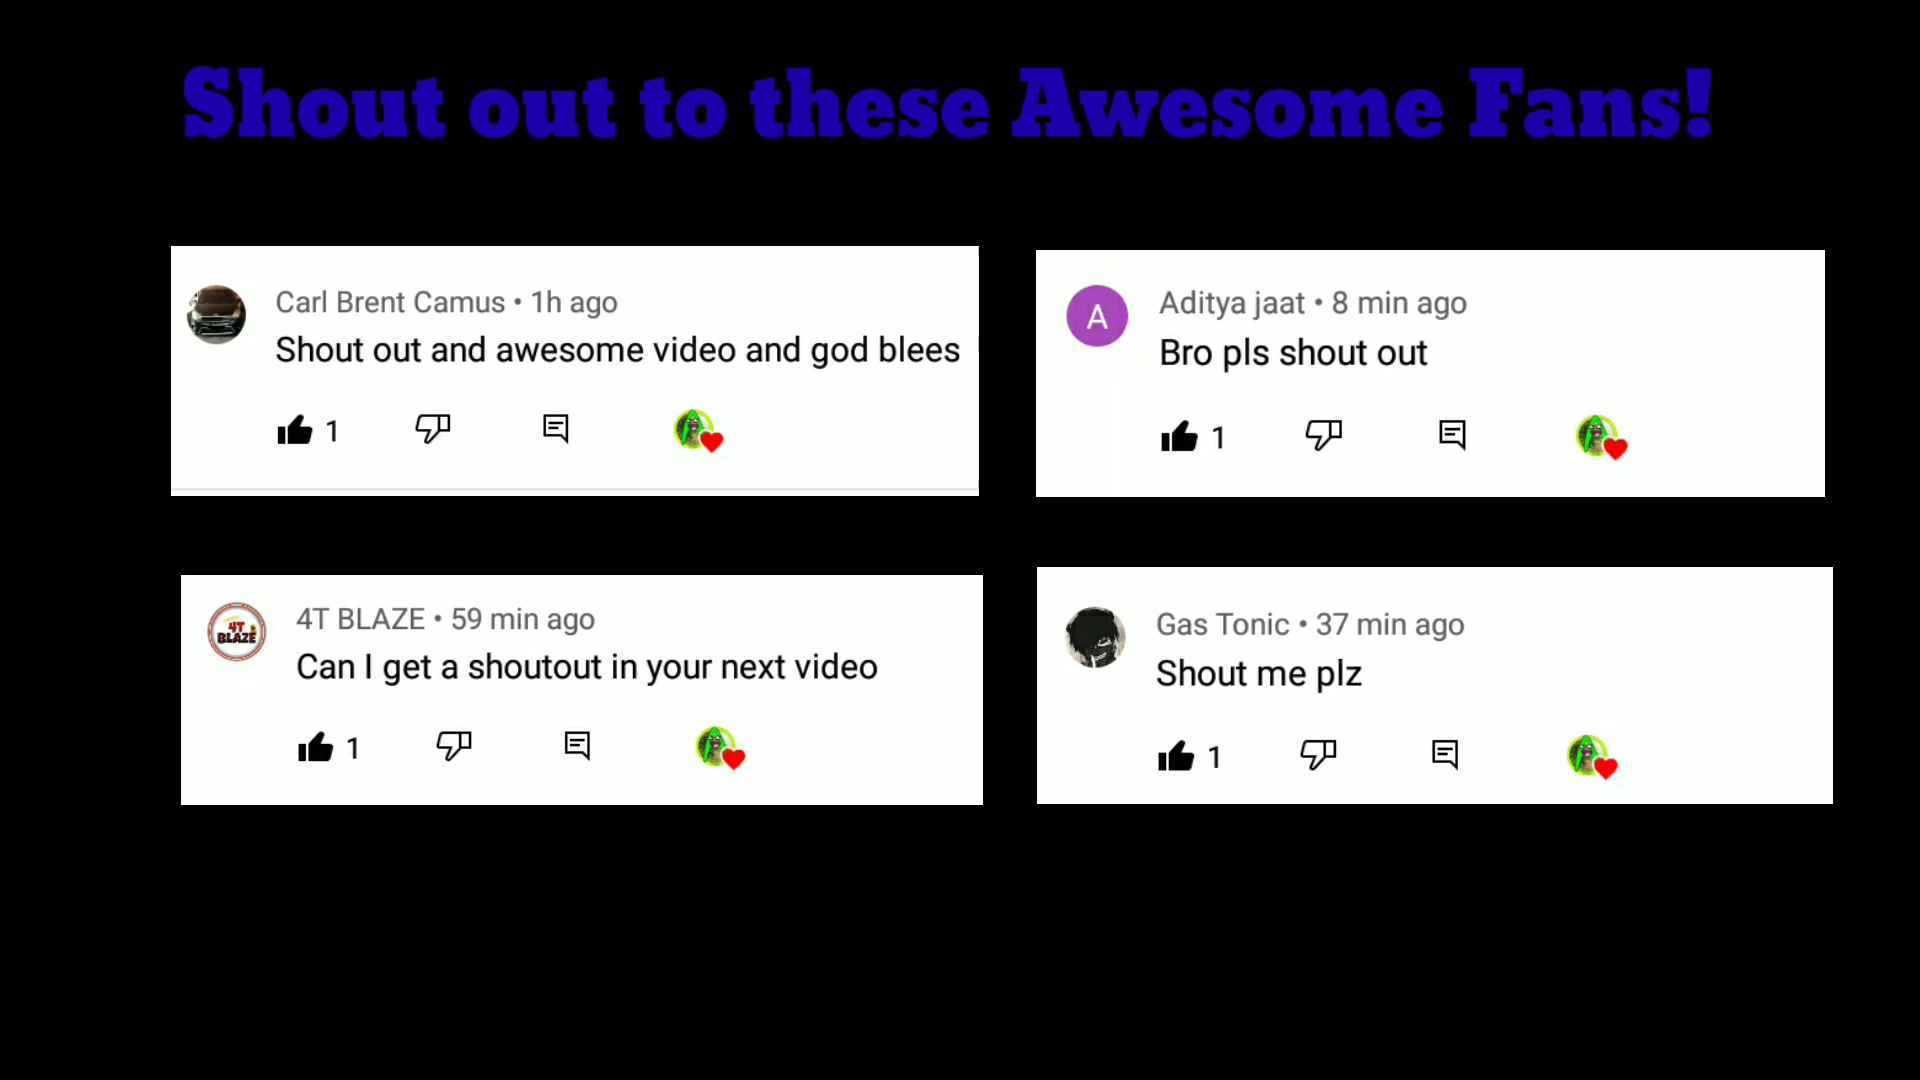 Shout out to these Awesome Fans!
Carl Brent Camus • 1h ago
Shout out and awesome video and god blees
1
A
Aditya jaat • 8 min ago
Bro pls shout out
1
4T
BLAZE
4T BLAZE • 59 min ago
Can I get a shoutout in your next video
1
Gas Tonic • 37 min ago
Shout me plz
1